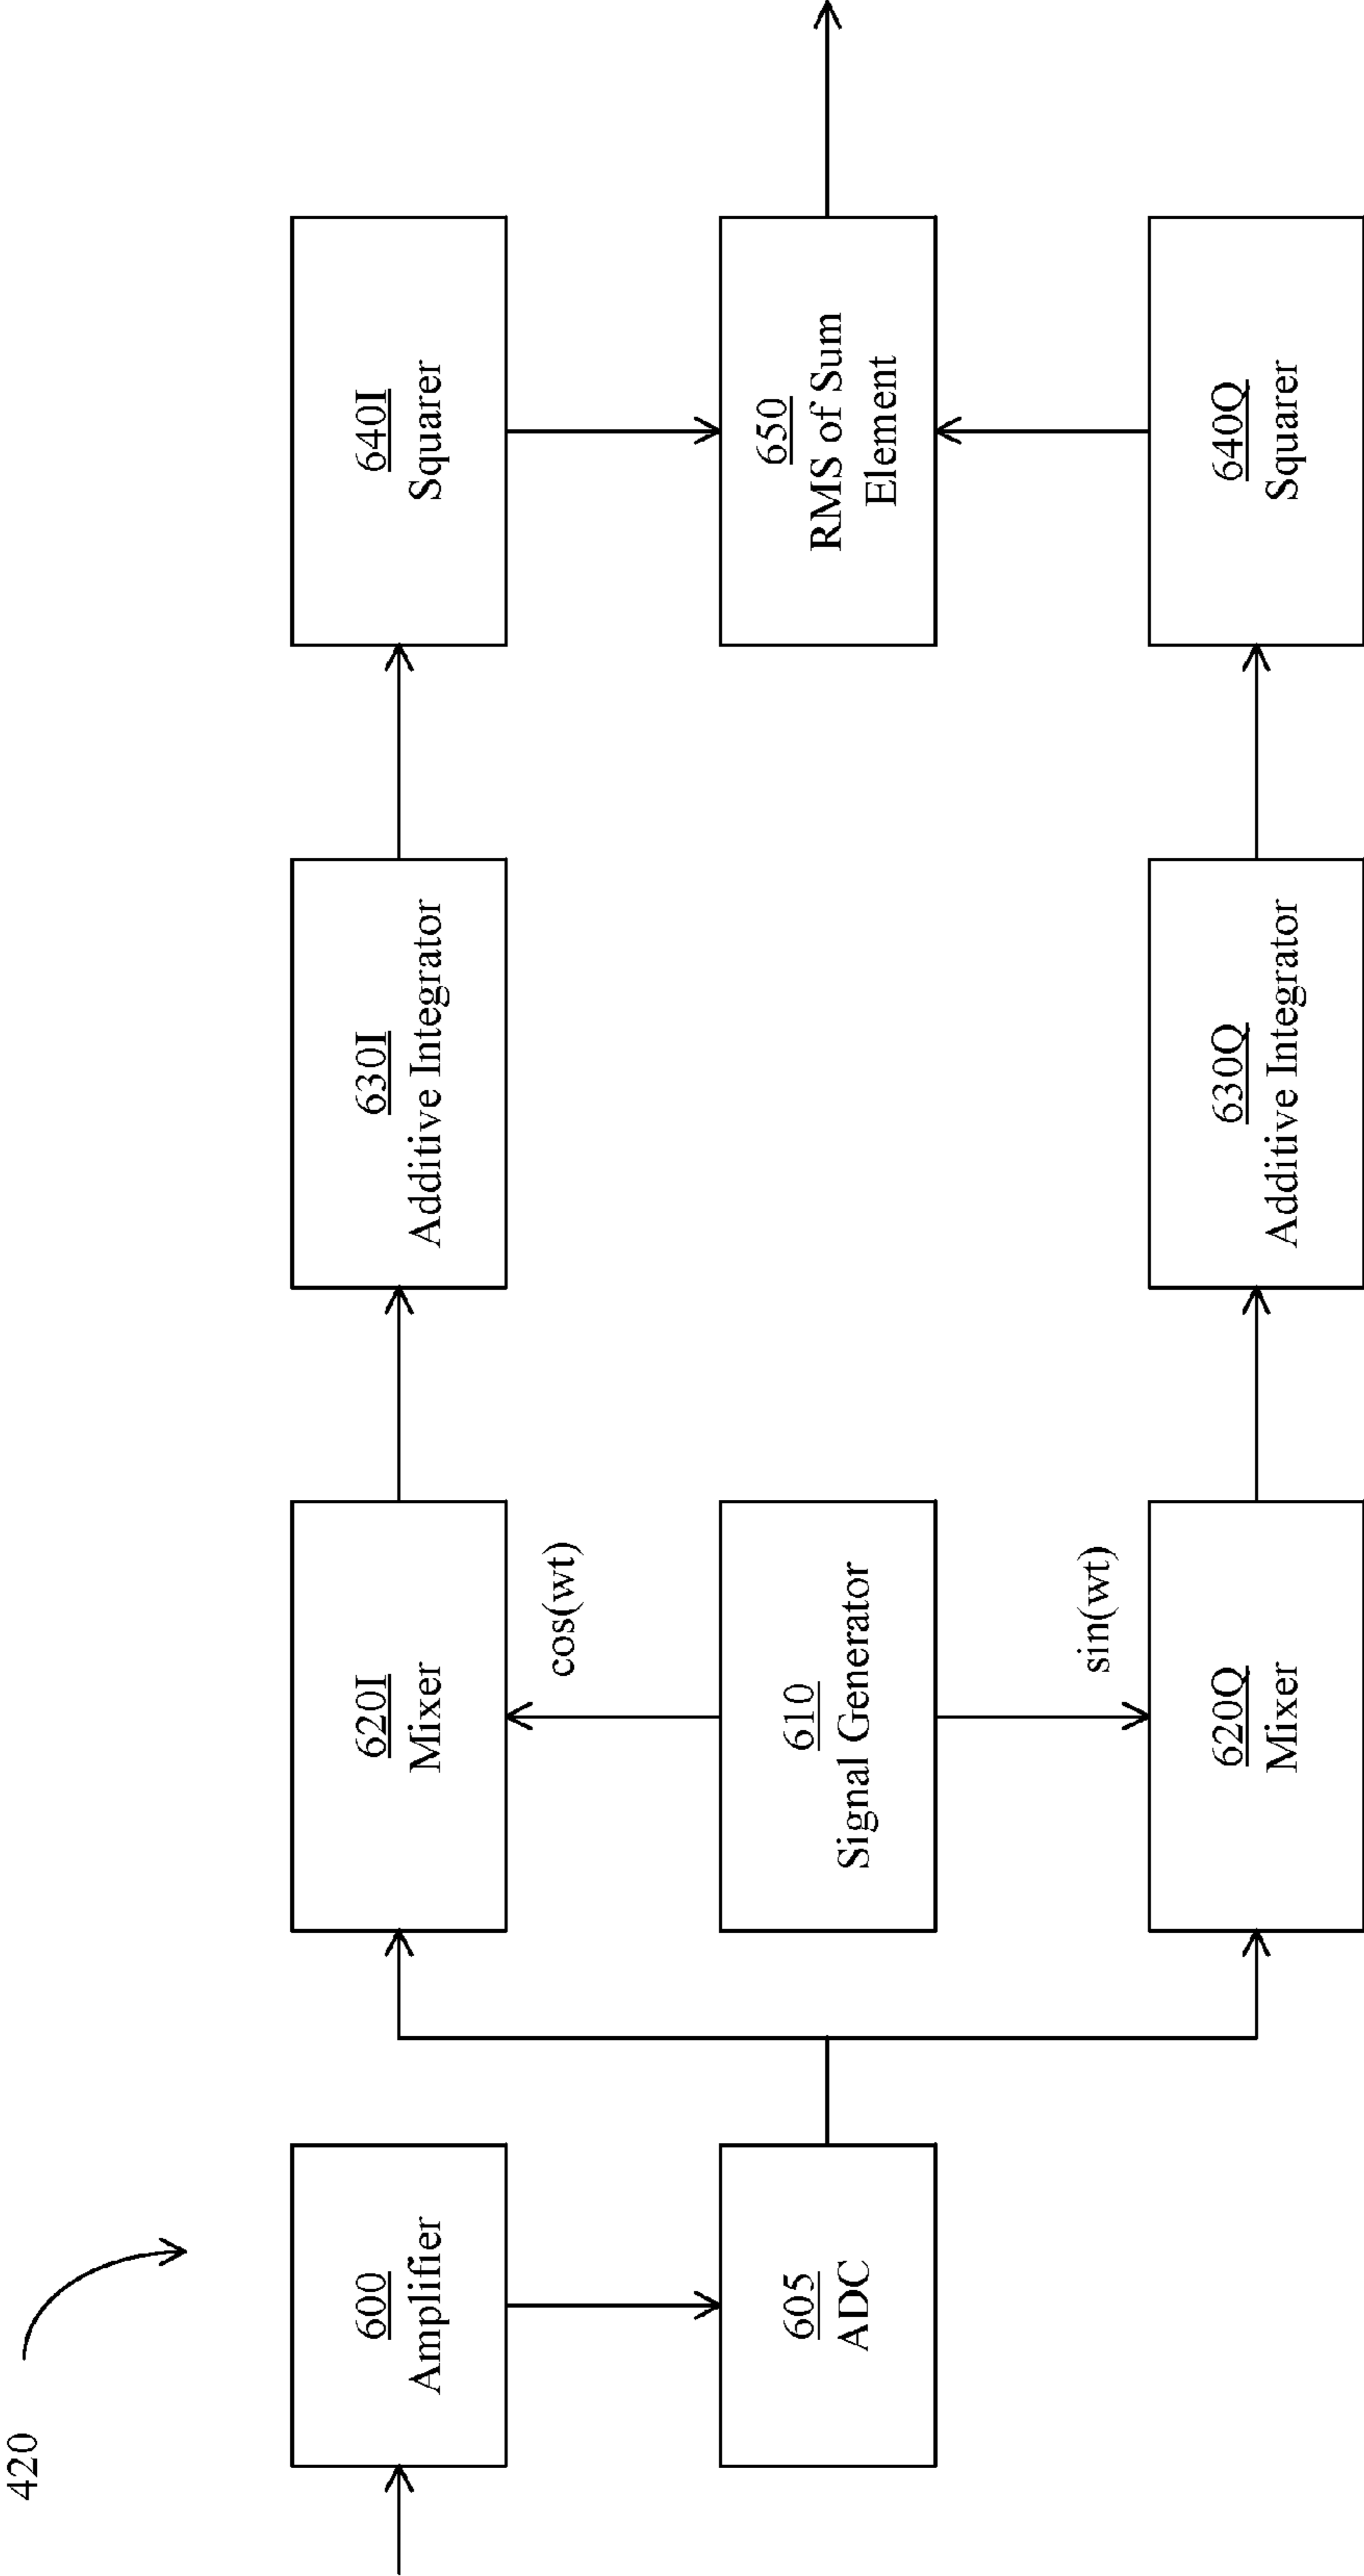 420
600
Amplifier
605
ADC
620I
Mixer
cos(wt)
610
Signal Generator
sin(wt)
620Q
Mixer
630I
Additive Integrator
630Q
Additive Integrator
640I
Squarer
650
RMS of Sum
Element
640Q
Squarer